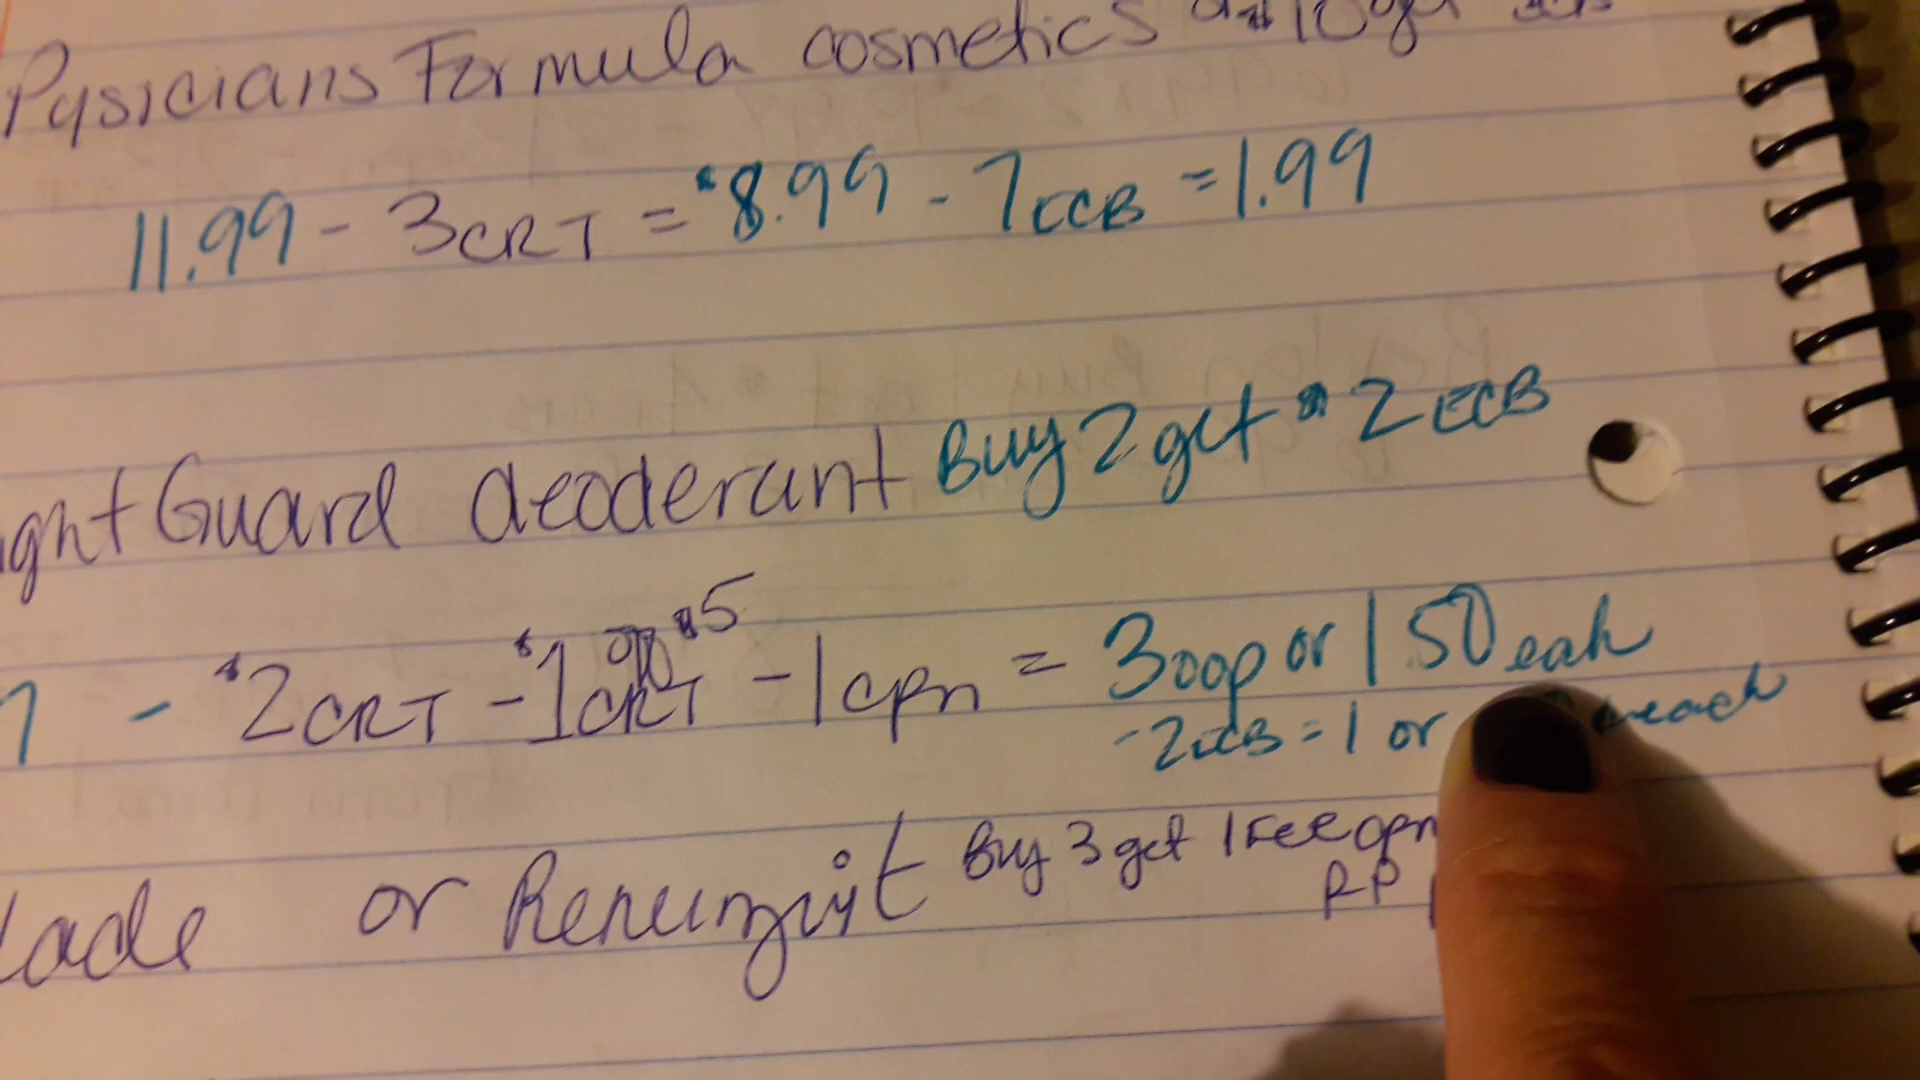 Pysicians Formula cosmetics
11.99 - 3CRT = $8.99 - 7ECB = 1.99
ght Guard deoderant Buy 2 get $2 ECB
7 - $2CRT - $1CRT $5 - 1cpn = 3oop or 1.50 eah
-2ECB = 1 or each
lade or Renuzit Buy 3 get 1 Free cpn
RP